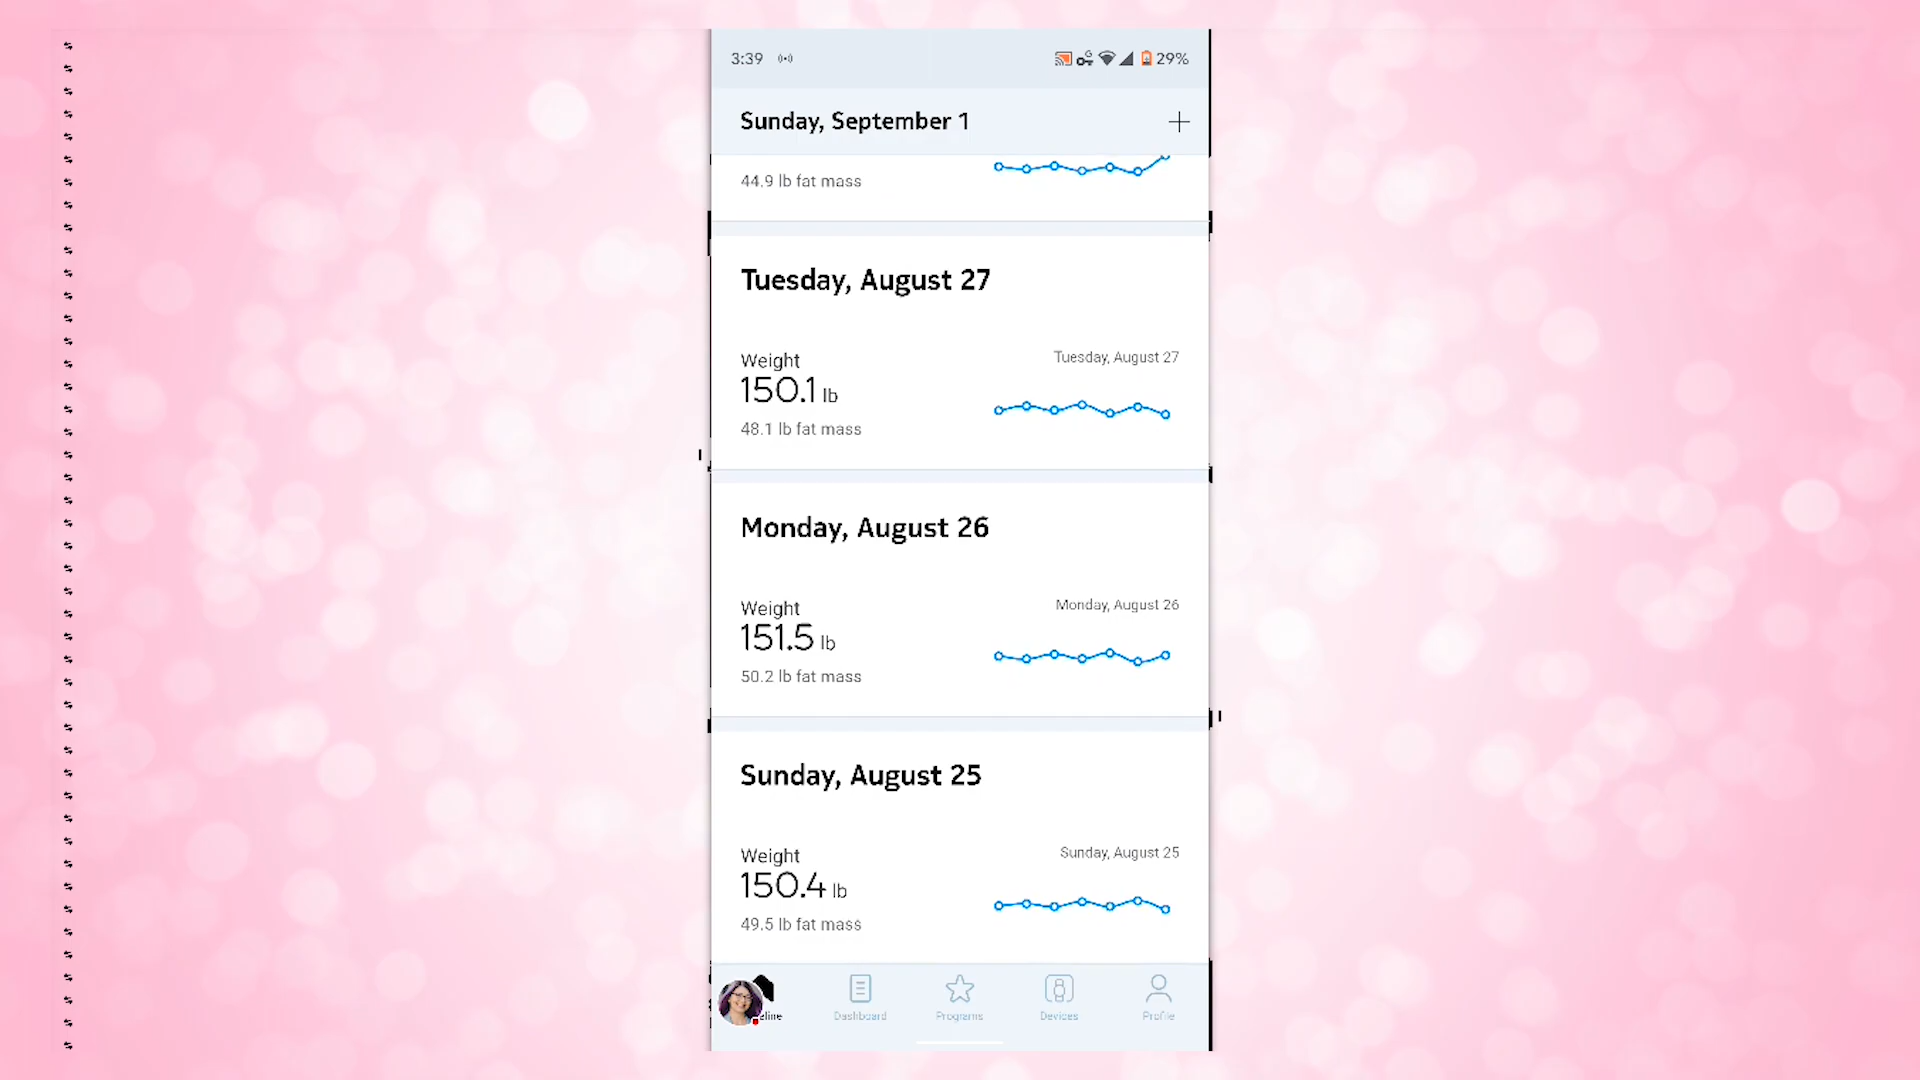 3:39
29%
Sunday, September 1
44.9 lb fat mass
Tuesday, August 27
Weight
Tuesday, August 27
150.1 lb
48.1 lb fat mass
Monday, August 26
Weight
Monday, August 26
151.5 lb
50.2 lb fat mass
Sunday, August 25
Weight
Sunday, August 25
150.4 lb
49.5 lb fat mass
eline
Dashboard
Programs
Devices
Profile